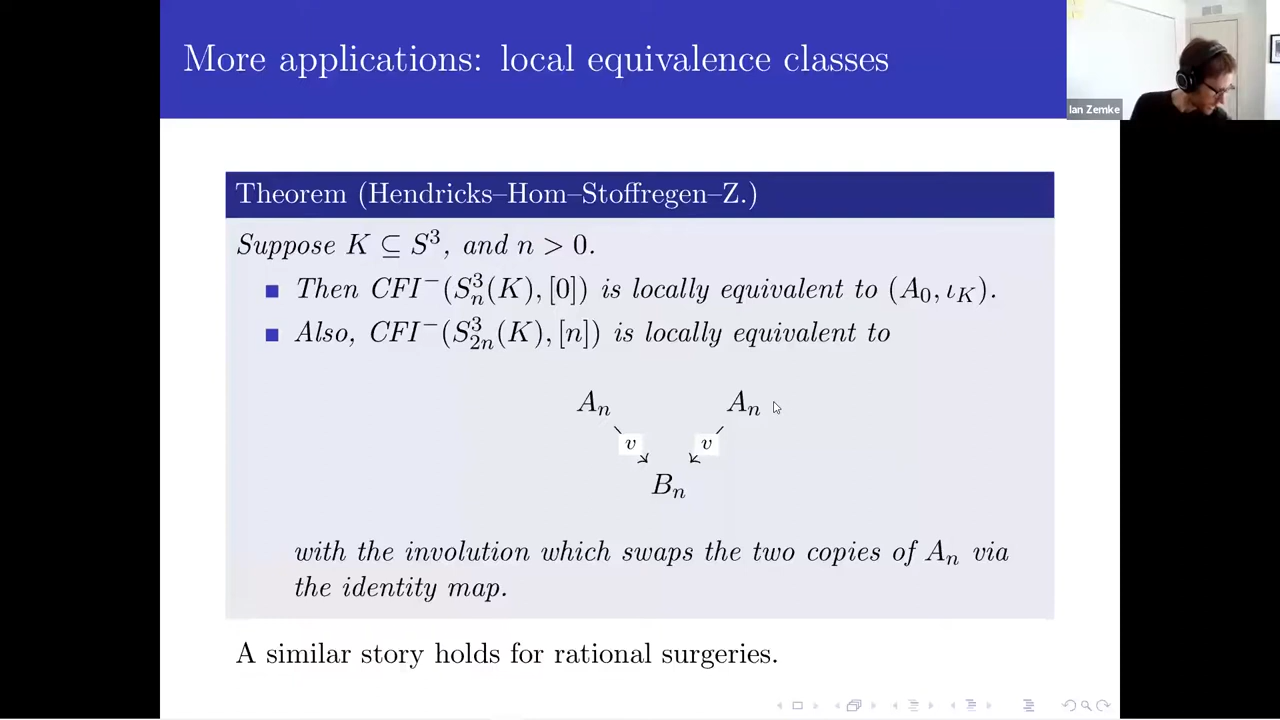 More applications: local equivalence classes
Ian Zemke
Theorem (Hendricks–Hom–Stoffregen–Z.)
Suppose K ⊆ S³, and n > 0.
Then CFI⁻(S³ₙ(K), [0]) is locally equivalent to (A₀, ι_K).
Also, CFI⁻(S³₂ₙ(K), [n]) is locally equivalent to
Aₙ Aₙ
v v
Bₙ
with the involution which swaps the two copies of Aₙ via
the identity map.
A similar story holds for rational surgeries.